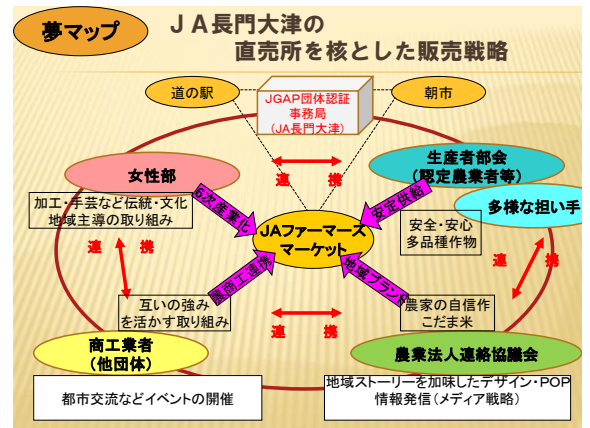 夢マップ
ＪＡ長門大津の
直売所を核とした販売戦略
道の駅
JGAP団体認証
事務局
(JA長門大津)
朝市
女性部
生産者部会
(認定農業者等)
連 携
加工・手芸など伝統・文化
地域主導の取り組み
6次産業化
安定供給
多様な担い手
JAファーマーズ
マーケット
安全・安心
多品種作物
連 携
連 携
農商工連携
地域ブランド
互いの強み
を活かす取り組み
農家の自信作
こだま米
連 携
商工業者
(他団体)
農業法人連絡協議会
都市交流などイベントの開催
地域ストーリーを加味したデザイン・POP
情報発信(メディア戦略)